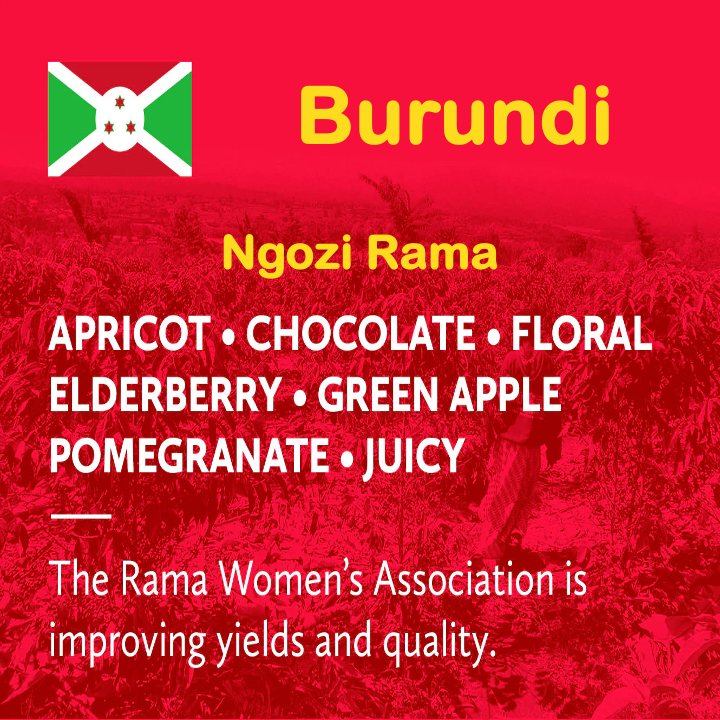 Burundi
Ngozi Rama
APRICOT • CHOCOLATE • FLORAL
ELDERBERRY • GREEN APPLE
POMEGRANATE • JUICY
The Rama Women’s Association is
improving yields and quality.